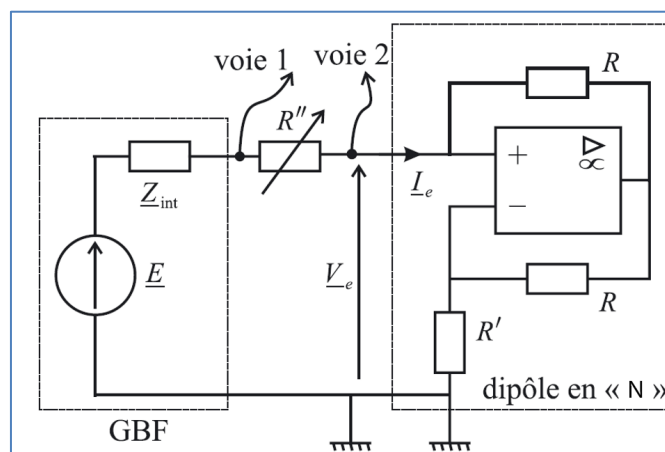 voie 1
voie 2
R
R″
+
▷
∞
Z_int
I_e
−
E
V_e
R
R′
dipôle en « N »
GBF